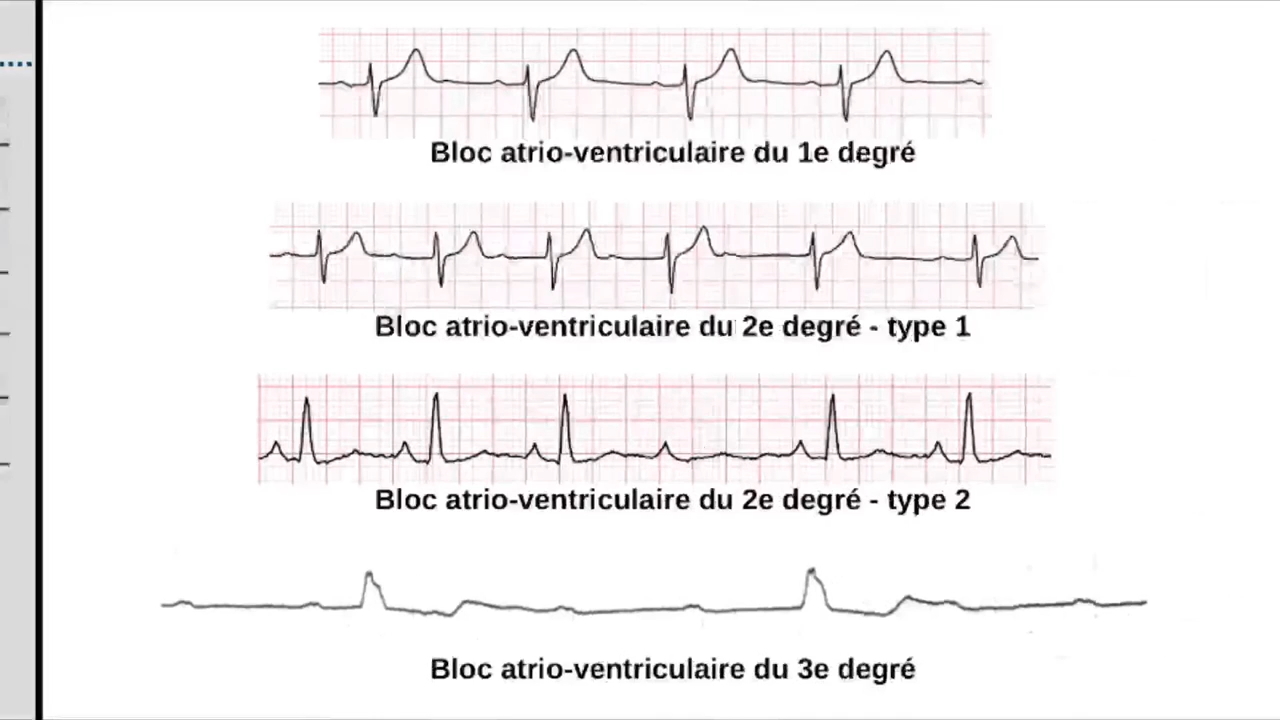 Bloc atrio-ventriculaire du 1e degré
Bloc atrio-ventriculaire du 2e degré - type 1
Bloc atrio-ventriculaire du 2e degré - type 2
Bloc atrio-ventriculaire du 3e degré